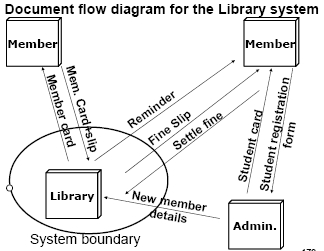 Document flow diagram for the Library system
Member
Member
Mem. Card+slip
Member card
Reminder
Fine Slip
Settle fine
Student card
Student registration
form
Library
New member
details
Admin.
System boundary